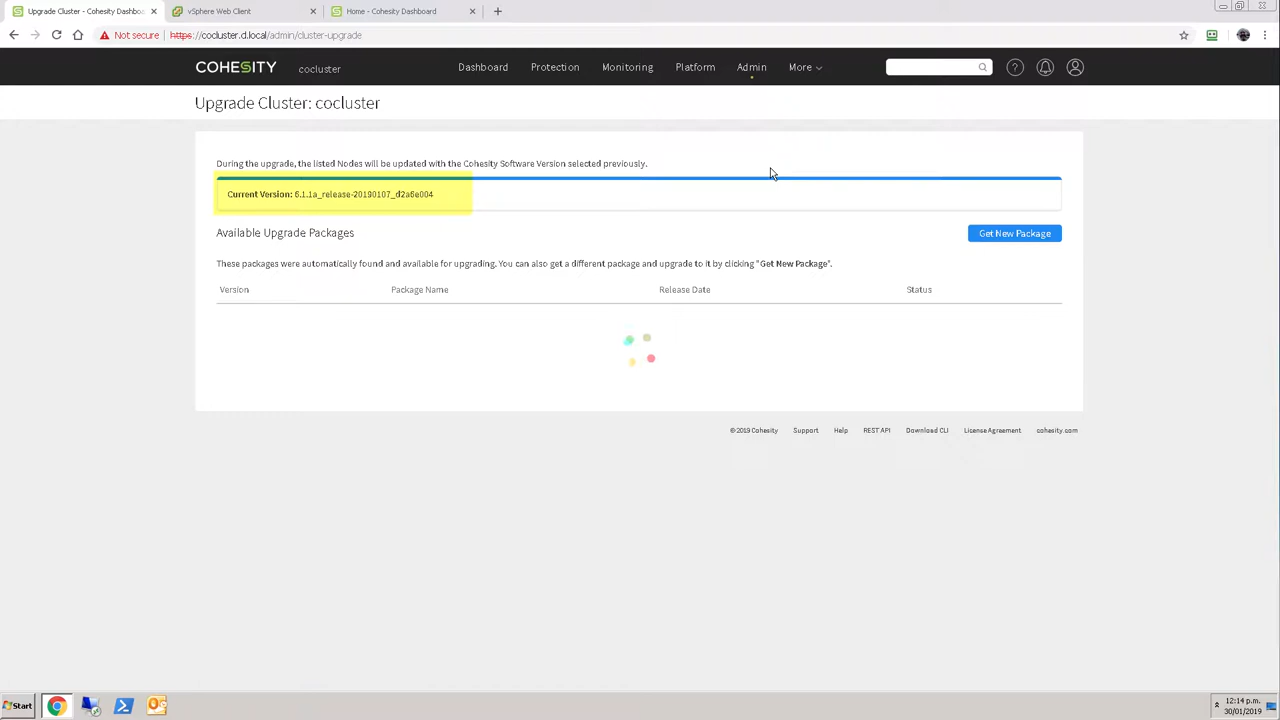 Upgrade Cluster - Cohesity Dashbo
vSphere Web Client
Home - Cohesity Dashboard
Not secure
https://cocluster.d.local/admin/cluster-upgrade
COHESITY
cocluster
Dashboard
Protection
Monitoring
Platform
Admin
More
Upgrade Cluster: cocluster
During the upgrade, the listed Nodes will be updated with the Cohesity Software Version selected previously.
Current Version: 6.1.1a_release-20190107_d2a6e004
Available Upgrade Packages
Get New Package
These packages were automatically found and available for upgrading. You can also get a different package and upgrade to it by clicking "Get New Package".
Version Package Name Release Date Status
© 2019 Cohesity Support Help REST API Download CLI License Agreement cohesity.com
Start
12:14 p.m.
30/01/2019